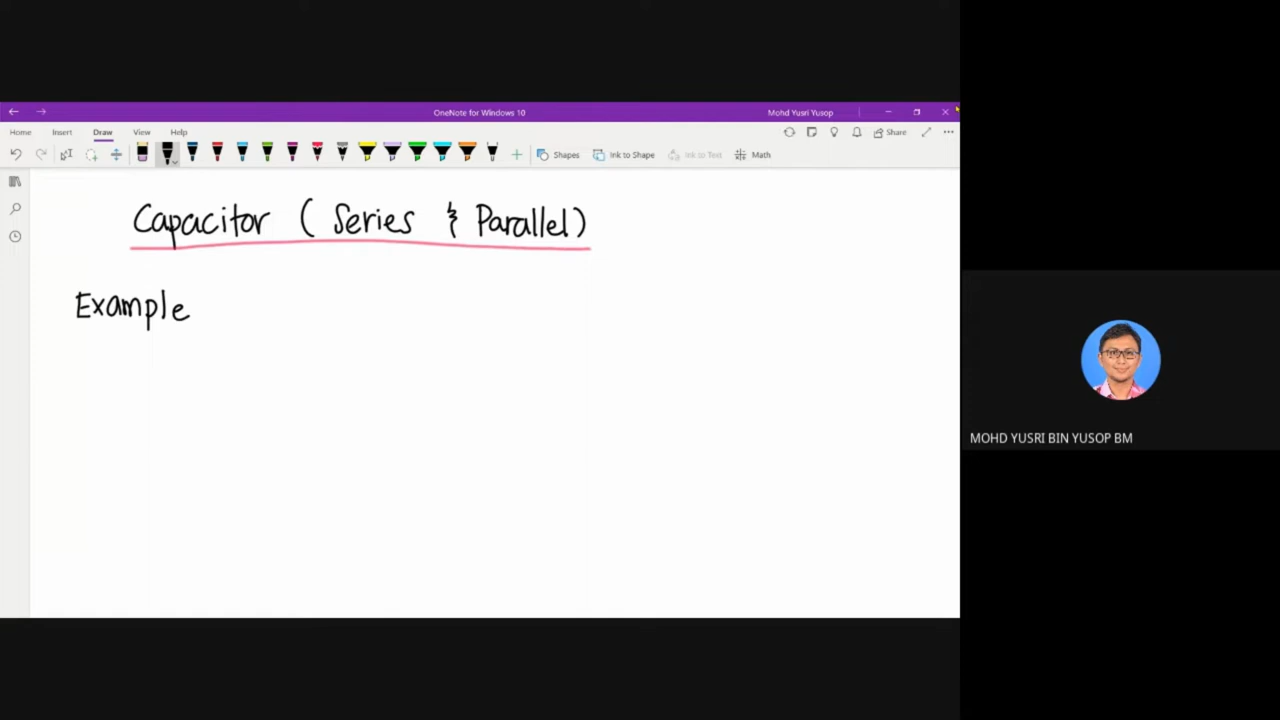 OneNote for Windows 10
Mohd Yusri Yusop
Home Insert Draw View Help
Share
Shapes Ink to Shape Ink to Text Math
Capacitor ( Series & Parallel)
Example
MOHD YUSRI BIN YUSOP BM